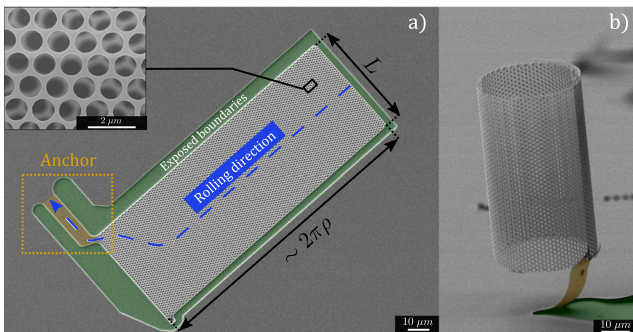 a)
b)
2 μm
L
Exposed boundaries
Rolling direction
Anchor
~ 2πρ
10 μm
10 μm